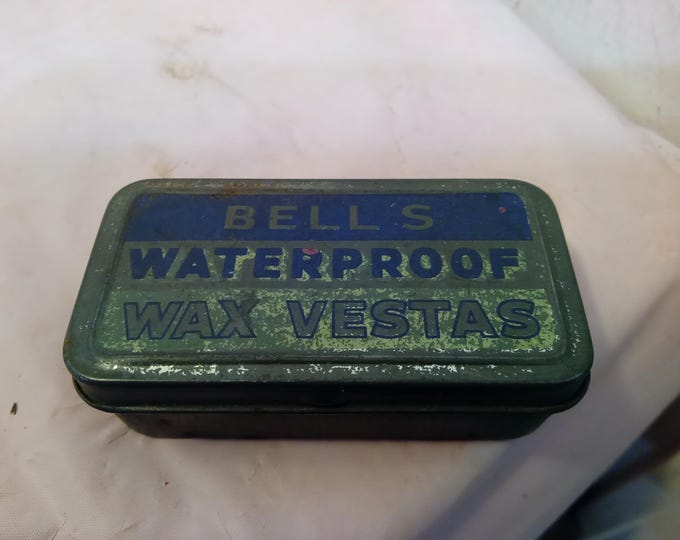 BELL S
WATERPROOF
WAX VESTAS